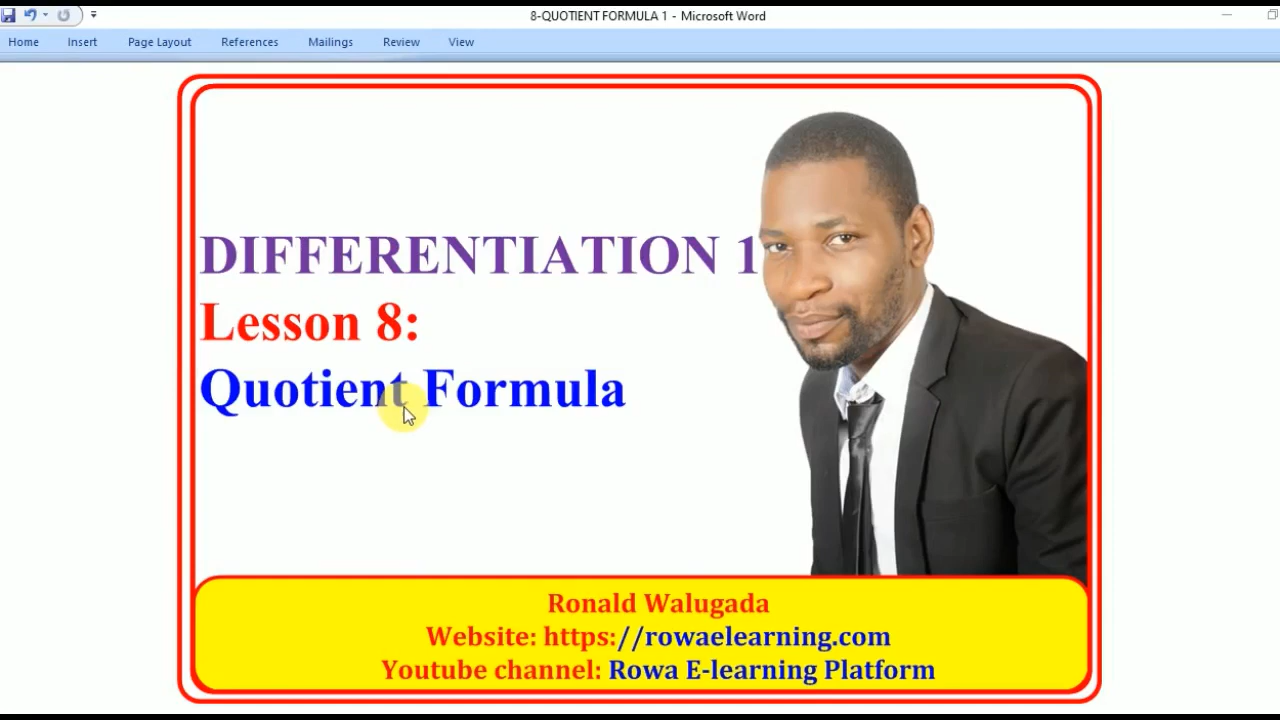 8-QUOTIENT FORMULA 1 - Microsoft Word
Home Insert Page Layout References Mailings Review View
DIFFERENTIATION 1
Lesson 8:
Quotient Formula
Ronald Walugada
Website: https://rowaelearning.com
Youtube channel: Rowa E-learning Platform